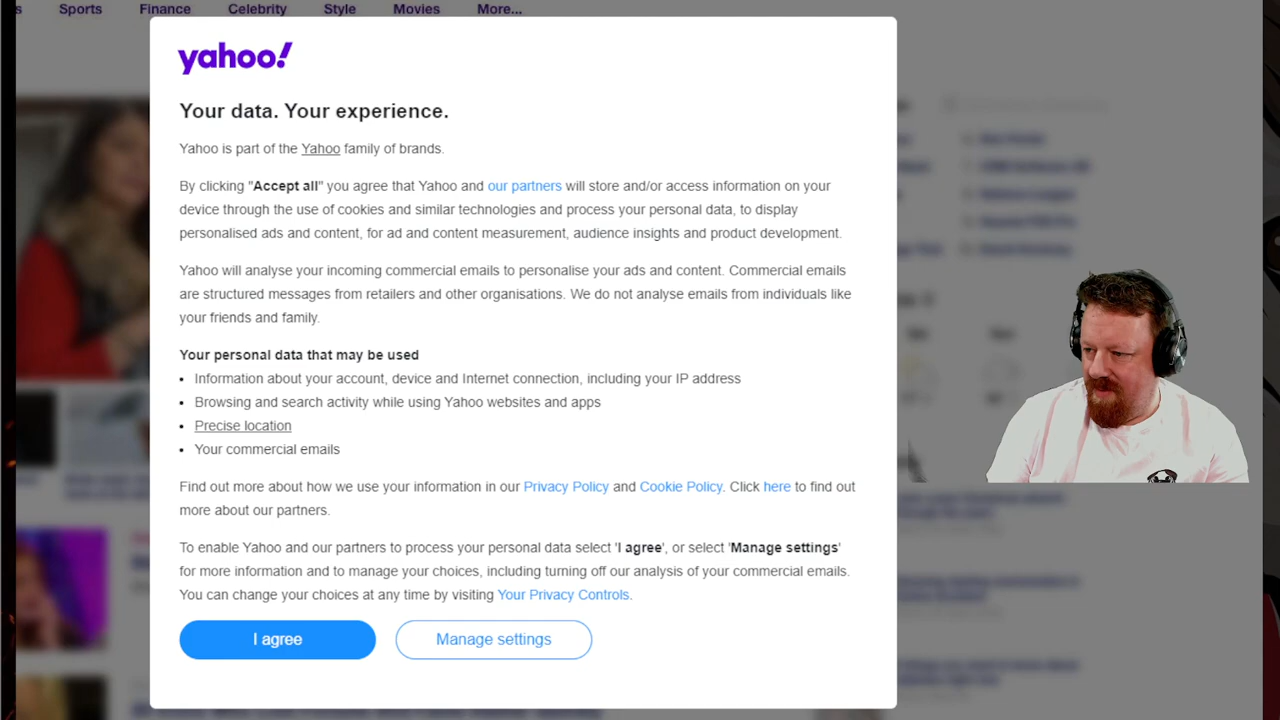 Sports Finance Celebrity Style Movies More...
yahoo!
Your data. Your experience.
Yahoo is part of the Yahoo family of brands.
By clicking "Accept all" you agree that Yahoo and our partners will store and/or access information on your
device through the use of cookies and similar technologies and process your personal data, to display
personalised ads and content, for ad and content measurement, audience insights and product development.
Yahoo will analyse your incoming commercial emails to personalise your ads and content. Commercial emails
are structured messages from retailers and other organisations. We do not analyse emails from individuals like
your friends and family.
Your personal data that may be used
• Information about your account, device and Internet connection, including your IP address
• Browsing and search activity while using Yahoo websites and apps
• Precise location
• Your commercial emails
Find out more about how we use your information in our Privacy Policy and Cookie Policy. Click here to find out
more about our partners.
To enable Yahoo and our partners to process your personal data select 'I agree', or select 'Manage settings'
for more information and to manage your choices, including turning off our analysis of your commercial emails.
You can change your choices at any time by visiting Your Privacy Controls.
I agree
Manage settings